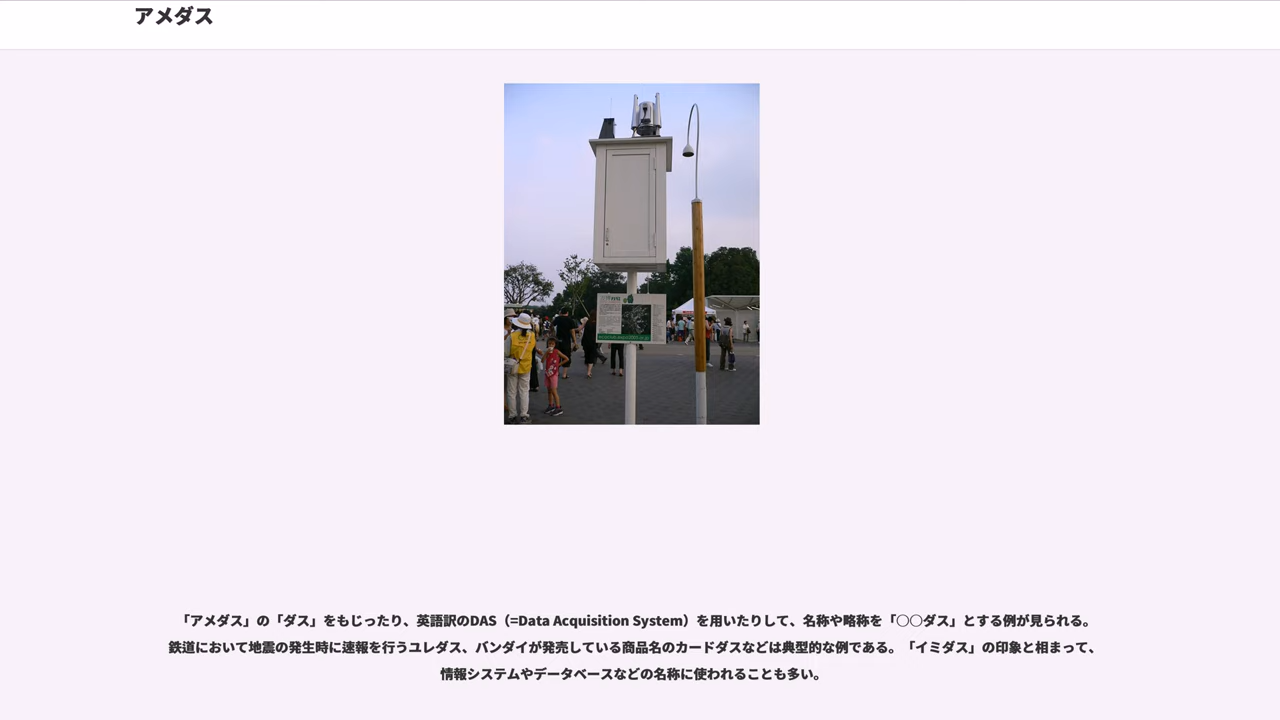 アメダス
「アメダス」の「ダス」をもじったり、英語訳のDAS（=Data Acquisition System）を用いたりして、名称や略称を「○○ダス」とする例が見られる。
鉄道において地震の発生時に速報を行うユレダス、バンダイが発売している商品名のカードダスなどは典型的な例である。「イミダス」の印象と相まって、
情報システムやデータベースなどの名称に使われることも多い。